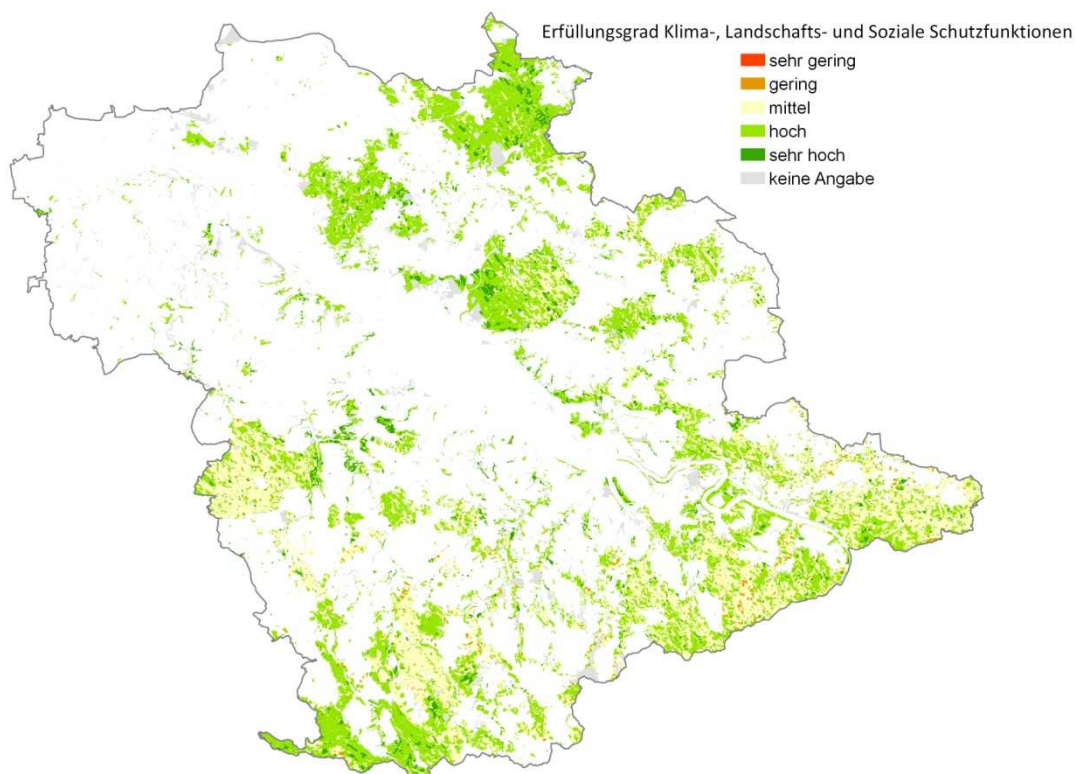 Erfüllungsgrad Klima-, Landschafts- und Soziale Schutzfunktionen
sehr gering
gering
mittel
hoch
sehr hoch
keine Angabe